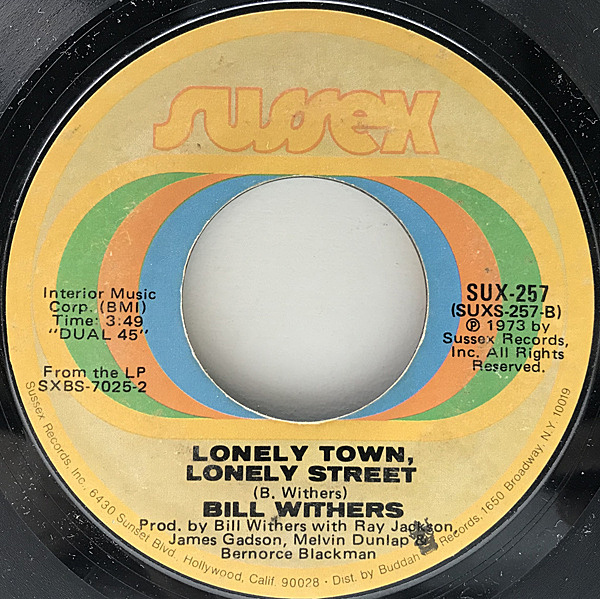 sussex
Interior Music
Corp. (BMI)
Time: 3:49
"DUAL 45"
From the LP
SXBS-7025-2
SUX-257
(SUXS-257-B)
℗ 1973 by
Sussex Records,
Inc. All Rights
Reserved.
LONELY TOWN,
LONELY STREET
(B. Withers)
BILL WITHERS
Prod. by Bill Withers with Ray Jackson,
James Gadson, Melvin Dunlap &
Bernorce Blackman
Sussex Records, Inc. 6430 Sunset Blvd. Hollywood, Calif. 90028 · Dist. by Buddah Records, 1650 Broadway, N.Y. 10019